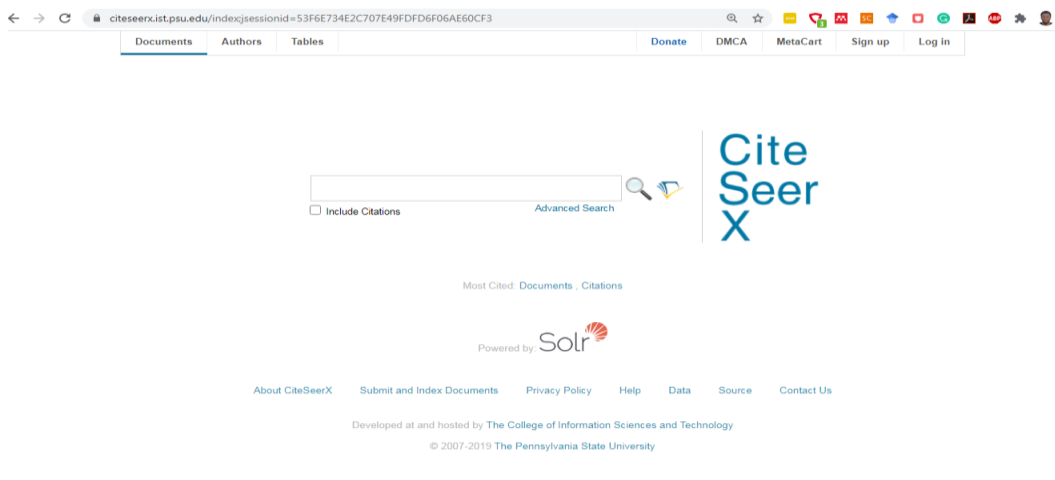 citeseerx.ist.psu.edu/index;jsessionid=53F6E734E2C707E49FDFD6F06AE60CF3
Documents Authors Tables Donate DMCA MetaCart Sign up Log in
Cite
Seer
X
Include Citations Advanced Search
Most Cited: Documents , Citations
Powered by: Solr
About CiteSeerX Submit and Index Documents Privacy Policy Help Data Source Contact Us
Developed at and hosted by The College of Information Sciences and Technology
© 2007-2019 The Pennsylvania State University